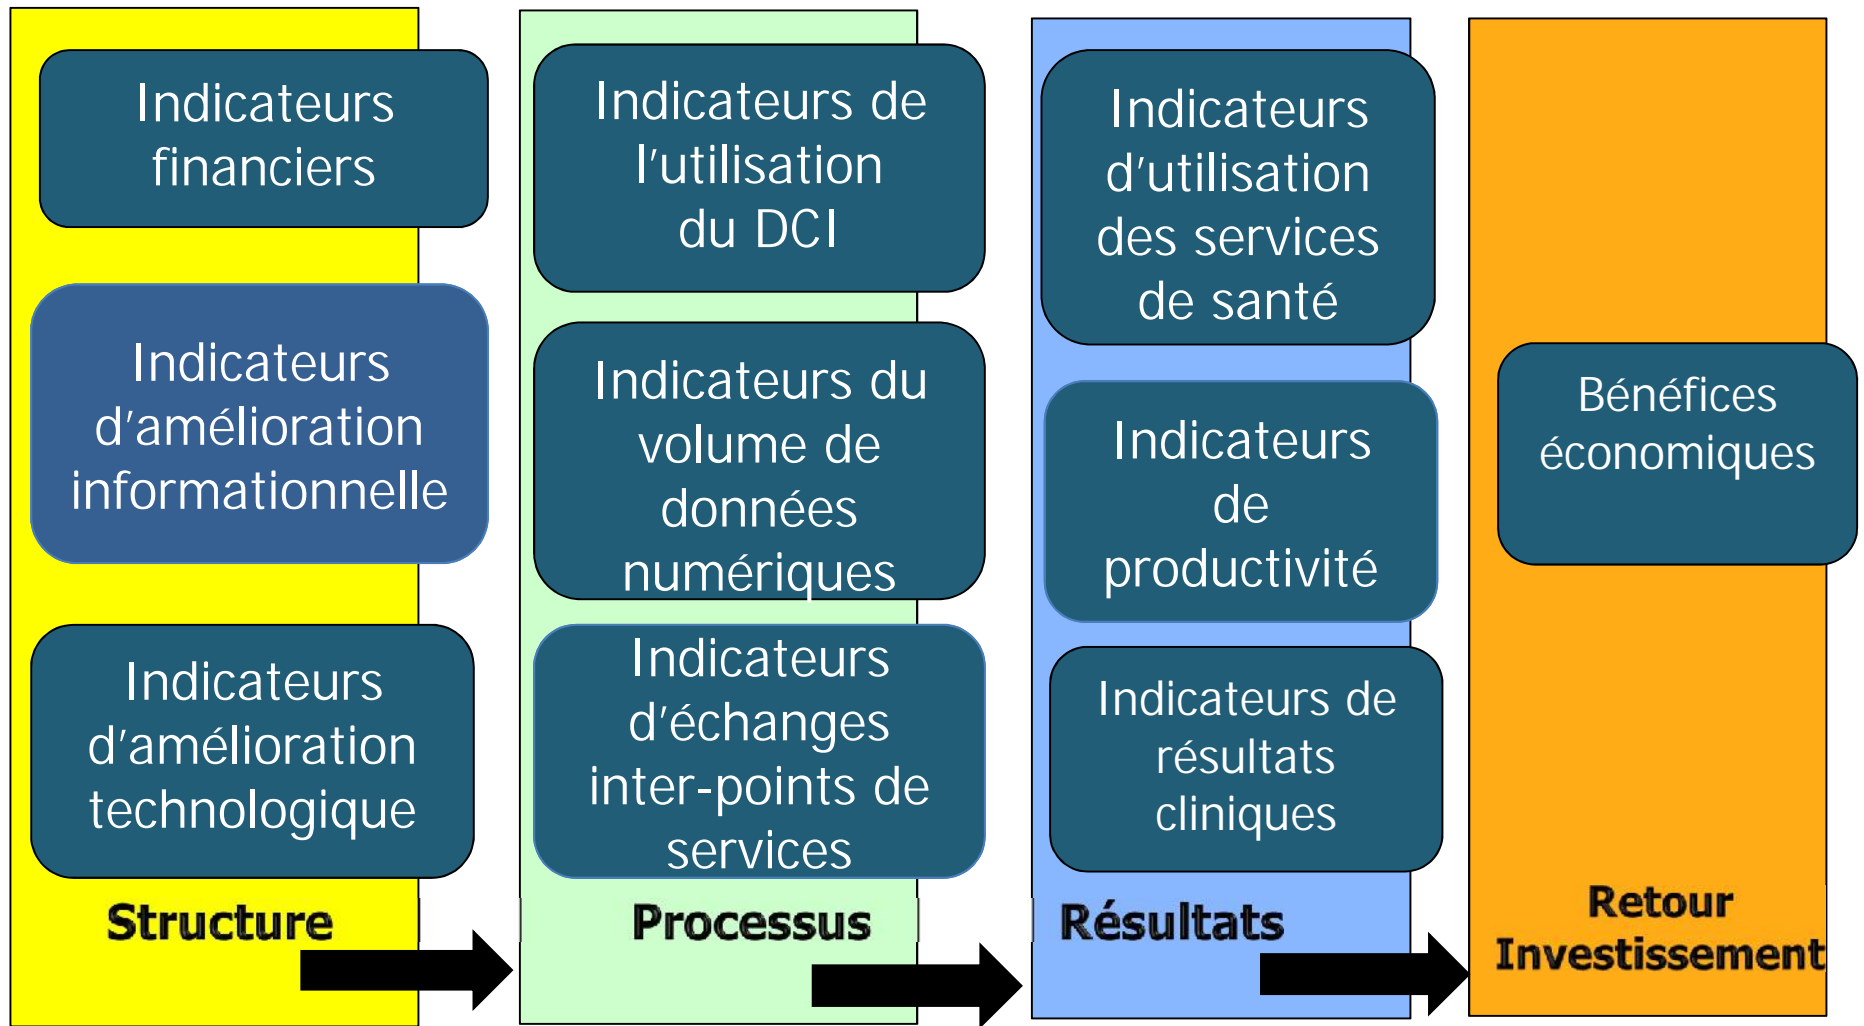 Indicateurs
financiers
Indicateurs
d'amélioration
informationnelle
Indicateurs
d'amélioration
technologique
Structure
Indicateurs de
l'utilisation
du DCI
Indicateurs du
volume de
données
numériques
Indicateurs
d'échanges
inter-points de
services
Processus
Indicateurs
d'utilisation
des services
de santé
Indicateurs
de
productivité
Indicateurs de
résultats
cliniques
Résultats
Bénéfices
économiques
Retour
Investissement